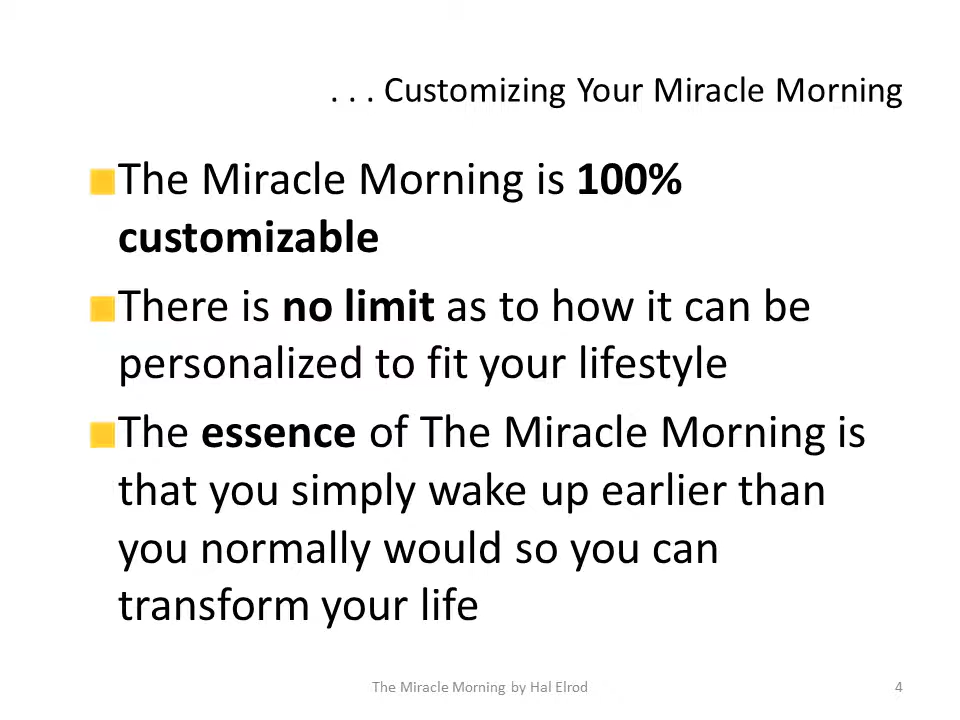 . . . Customizing Your Miracle Morning
The Miracle Morning is 100%
customizable
There is no limit as to how it can be
personalized to fit your lifestyle
The essence of The Miracle Morning is
that you simply wake up earlier than
you normally would so you can
transform your life
The Miracle Morning by Hal Elrod
4